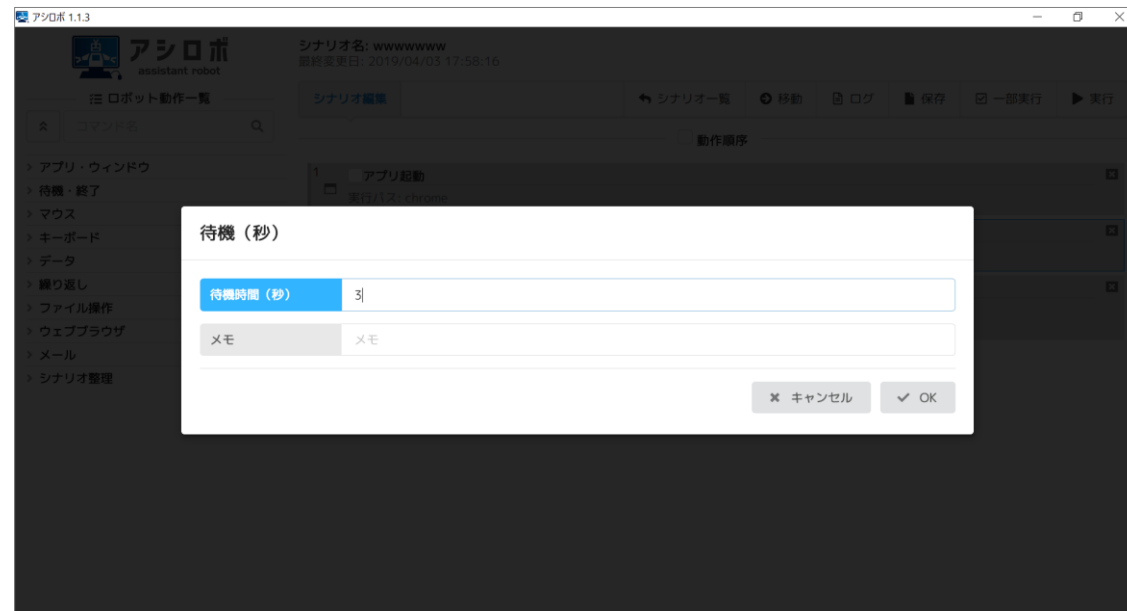 アシロボ 1.1.3
アシロボ
assistant robot
シナリオ名: wwwwwww
最終変更日: 2019/04/03 17:58:16
ロボット動作一覧
シナリオ編集
シナリオ一覧
移動
ログ
保存
一部実行
実行
コマンド名
動作順序
アプリ・ウィンドウ
待機・終了
マウス
キーボード
データ
繰り返し
ファイル操作
ウェブブラウザ
メール
シナリオ整理
1
アプリ起動
実行パス: chrome
待機（秒）
待機時間（秒） 3
メモ メモ
キャンセル
OK